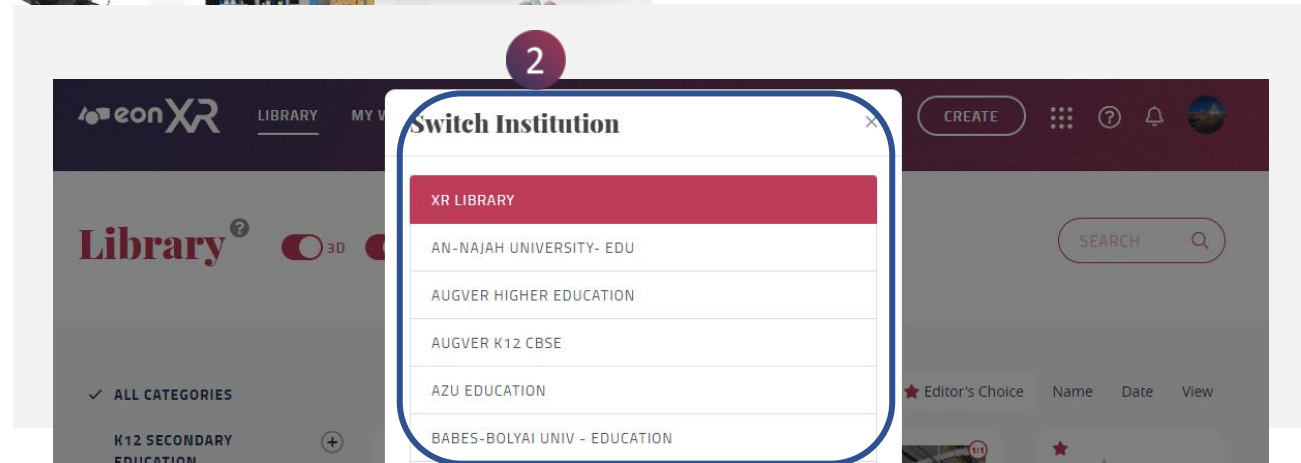 2
eonXR LIBRARY MY W
Switch Institution ×
CREATE
XR LIBRARY
Library 3D
SEARCH
AN-NAJAH UNIVERSITY- EDU
AUGVER HIGHER EDUCATION
AUGVER K12 CBSE
AZU EDUCATION
BABES-BOLYAI UNIV - EDUCATION
ALL CATEGORIES
K12 SECONDARY
EDUCATION
Editor's Choice Name Date View